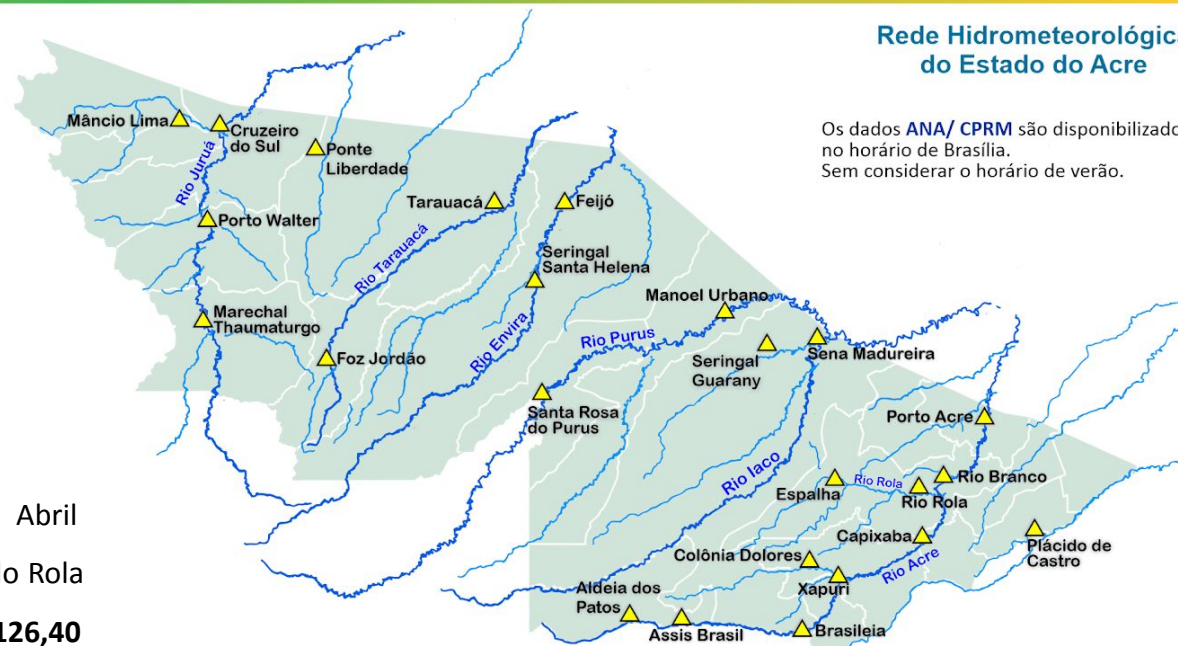 Rede Hidrometeorológica
do Estado do Acre
Os dados ANA/ CPRM são disponibilizado
no horário de Brasília.
Sem considerar o horário de verão.
Mâncio Lima
Cruzeiro
do Sul
Ponte
Liberdade
Rio Juruá
Porto Walter
Tarauacá
Feijó
Rio Tarauacá
Seringal
Santa Helena
Marechal
Thaumaturgo
Foz Jordão
Rio Envira
Manoel Urbano
Rio Purus
Seringal
Guarany
Sena Madureira
Santa Rosa
do Purus
Porto Acre
Rio Iaco
Espalha
Rio Rola
Rio Rola
Rio Branco
Abril
Capixaba
Plácido de
Castro
Colônia Dolores
Rio Acre
lo Rola
Xapuri
Aldeia dos
Patos
Assis Brasil
Brasileia
126,40